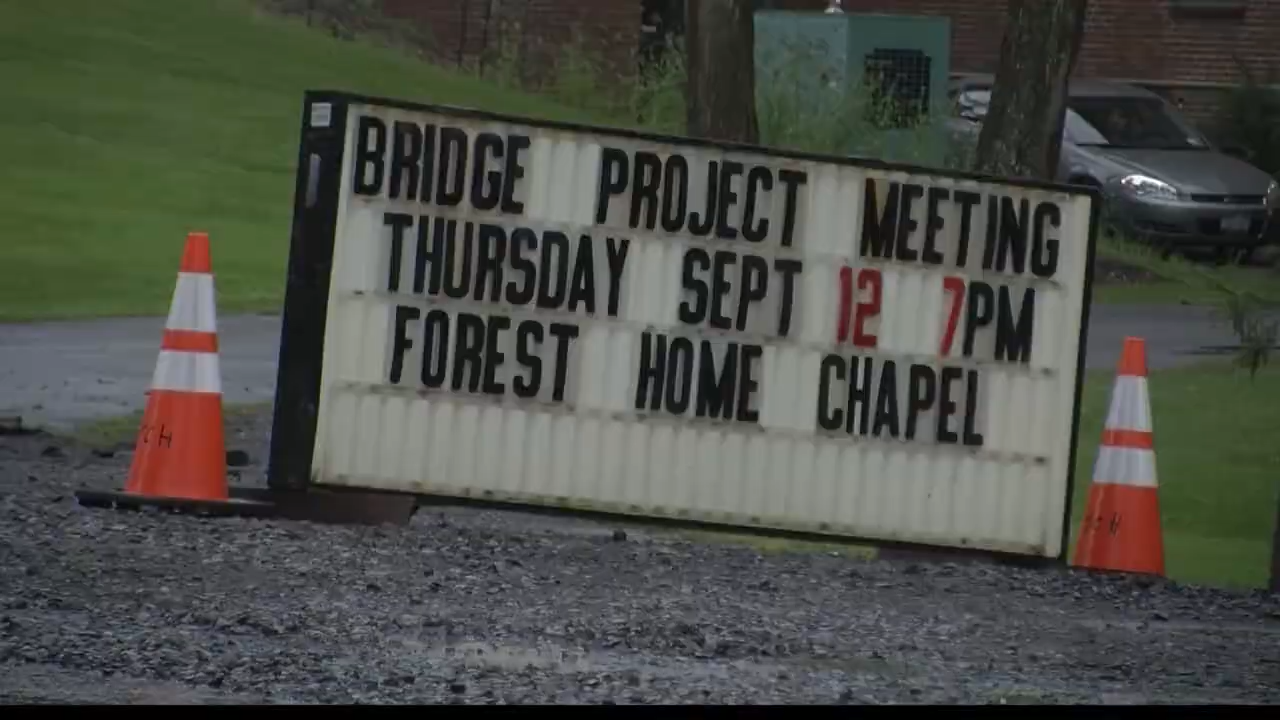 BRIDGE PROJECT MEETING
THURSDAY SEPT 12 7PM
FOREST HOME CHAPEL